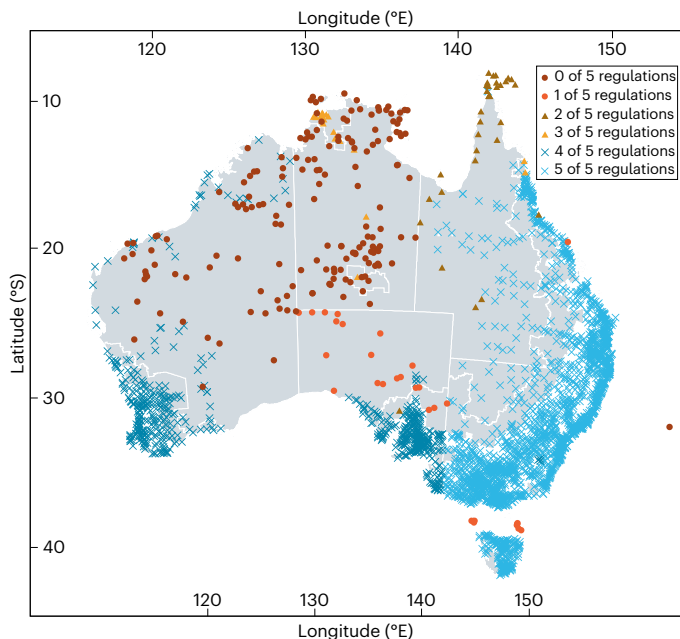 Longitude (°E)
120 130 140 150
0 of 5 regulations
1 of 5 regulations
2 of 5 regulations
3 of 5 regulations
4 of 5 regulations
5 of 5 regulations
10
20
30
40
Latitude (°S)
120 130 140 150
Longitude (°E)